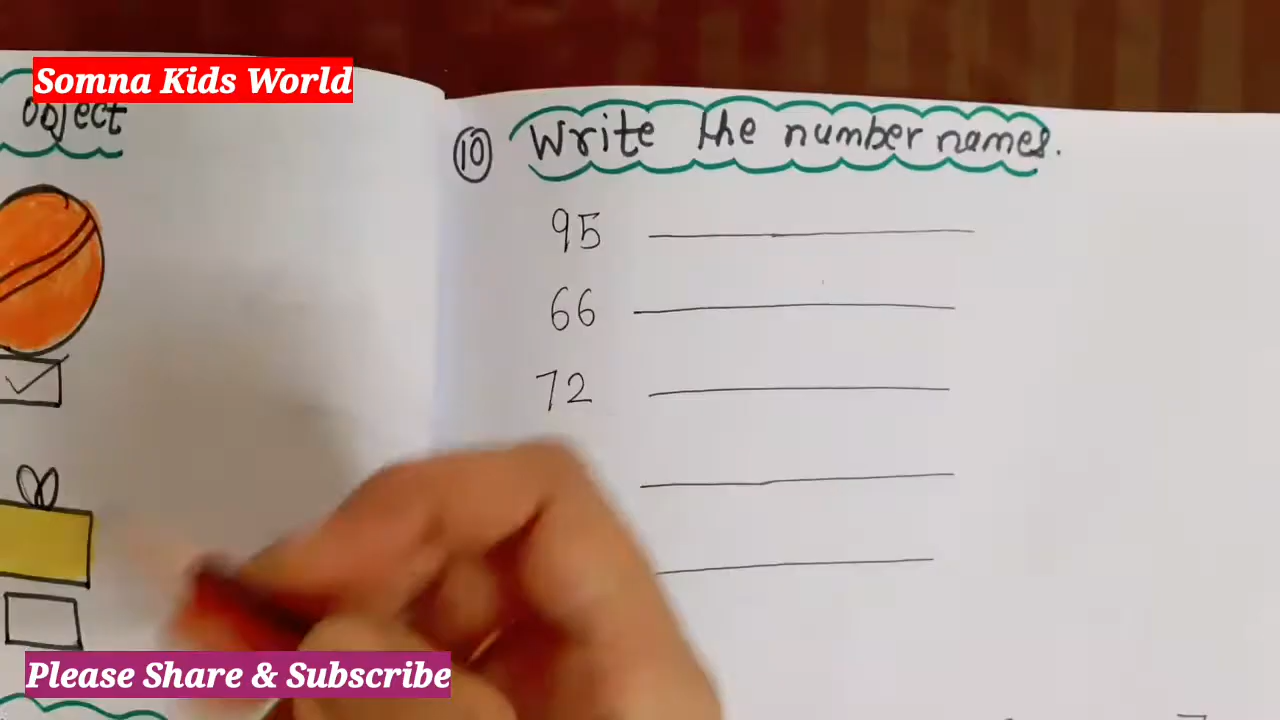 Somna Kids World
object
10 Write the number names.
95
66
72
Please Share & Subscribe